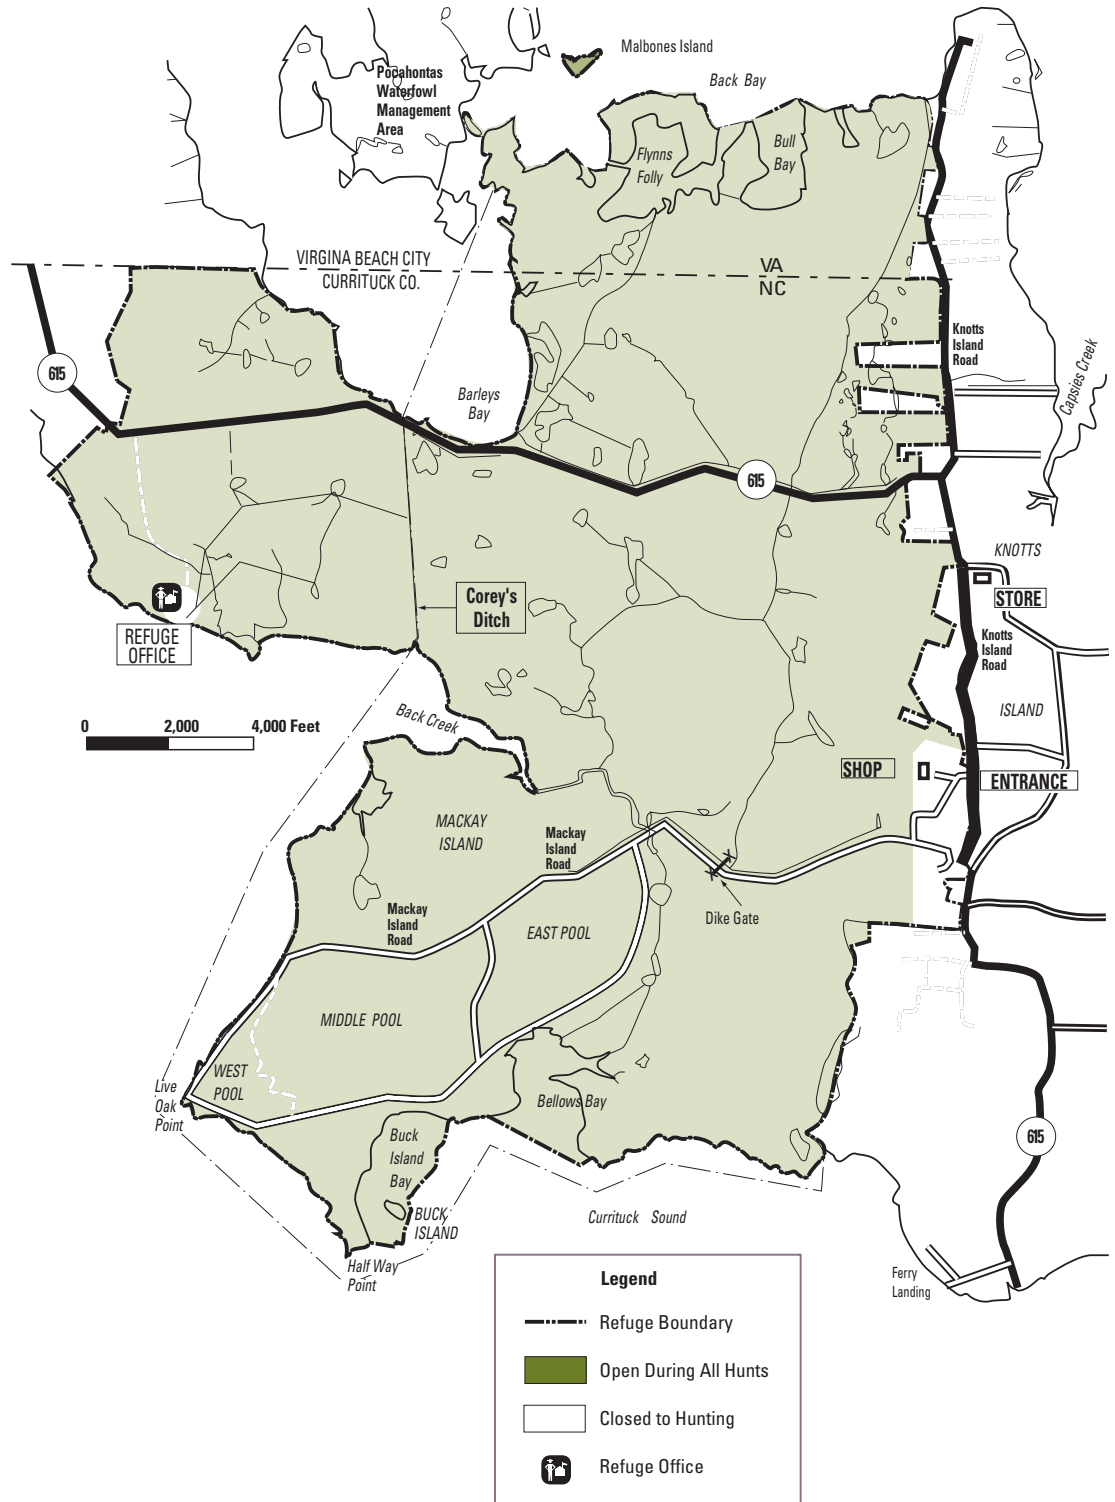 Malbones Island
Back Bay
Pocahontas
Waterfowl
Management
Area
Flynns
Folly
Bull
Bay
VIRGINIA BEACH CITY
CURRITUCK CO.
VA
NC
Knotts
Island
Road
Capsies Creek
615
Barleys
Bay
615
KNOTTS
STORE
Corey's
Ditch
REFUGE
OFFICE
Knotts
Island
Road
ISLAND
0 2,000 4,000 Feet
Back Creek
SHOP
ENTRANCE
MACKAY
ISLAND
Mackay
Island
Road
Mackay
Island
Road
Dike Gate
EAST POOL
MIDDLE POOL
WEST
POOL
Live
Oak
Point
Bellows Bay
Buck
Island
Bay
615
BUCK
ISLAND
Currituck Sound
Half Way
Point
Ferry
Landing
Legend
Refuge Boundary
Open During All Hunts
Closed to Hunting
Refuge Office